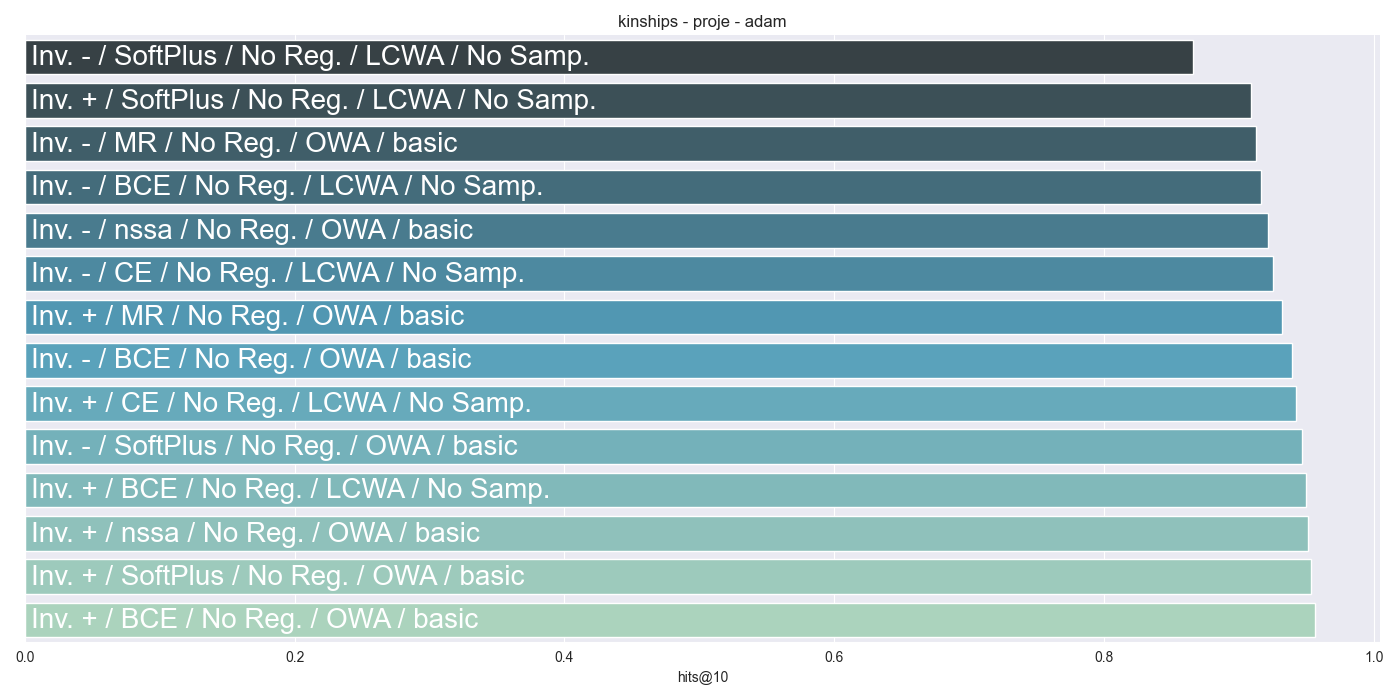 kinships - proje - adam
Inv. - / SoftPlus / No Reg. / LCWA / No Samp.
Inv. + / SoftPlus / No Reg. / LCWA / No Samp.
Inv. - / MR / No Reg. / OWA / basic
Inv. - / BCE / No Reg. / LCWA / No Samp.
Inv. - / nssa / No Reg. / OWA / basic
Inv. - / CE / No Reg. / LCWA / No Samp.
Inv. + / MR / No Reg. / OWA / basic
Inv. - / BCE / No Reg. / OWA / basic
Inv. + / CE / No Reg. / LCWA / No Samp.
Inv. - / SoftPlus / No Reg. / OWA / basic
Inv. + / BCE / No Reg. / LCWA / No Samp.
Inv. + / nssa / No Reg. / OWA / basic
Inv. + / SoftPlus / No Reg. / OWA / basic
Inv. + / BCE / No Reg. / OWA / basic
0.0 0.2 0.4 0.6 0.8 1.0
hits@10